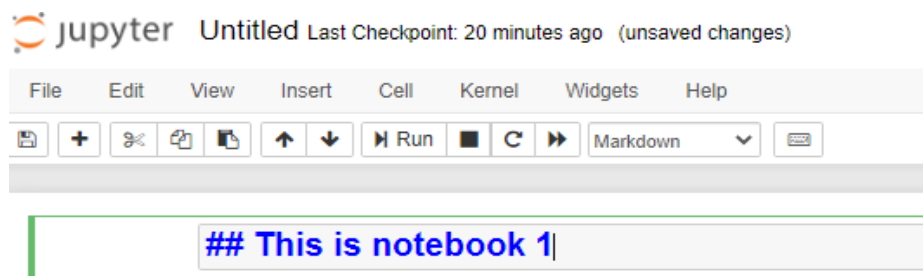 jupyter Untitled Last Checkpoint: 20 minutes ago (unsaved changes)
File Edit View Insert Cell Kernel Widgets Help
Run Markdown
## This is notebook 1